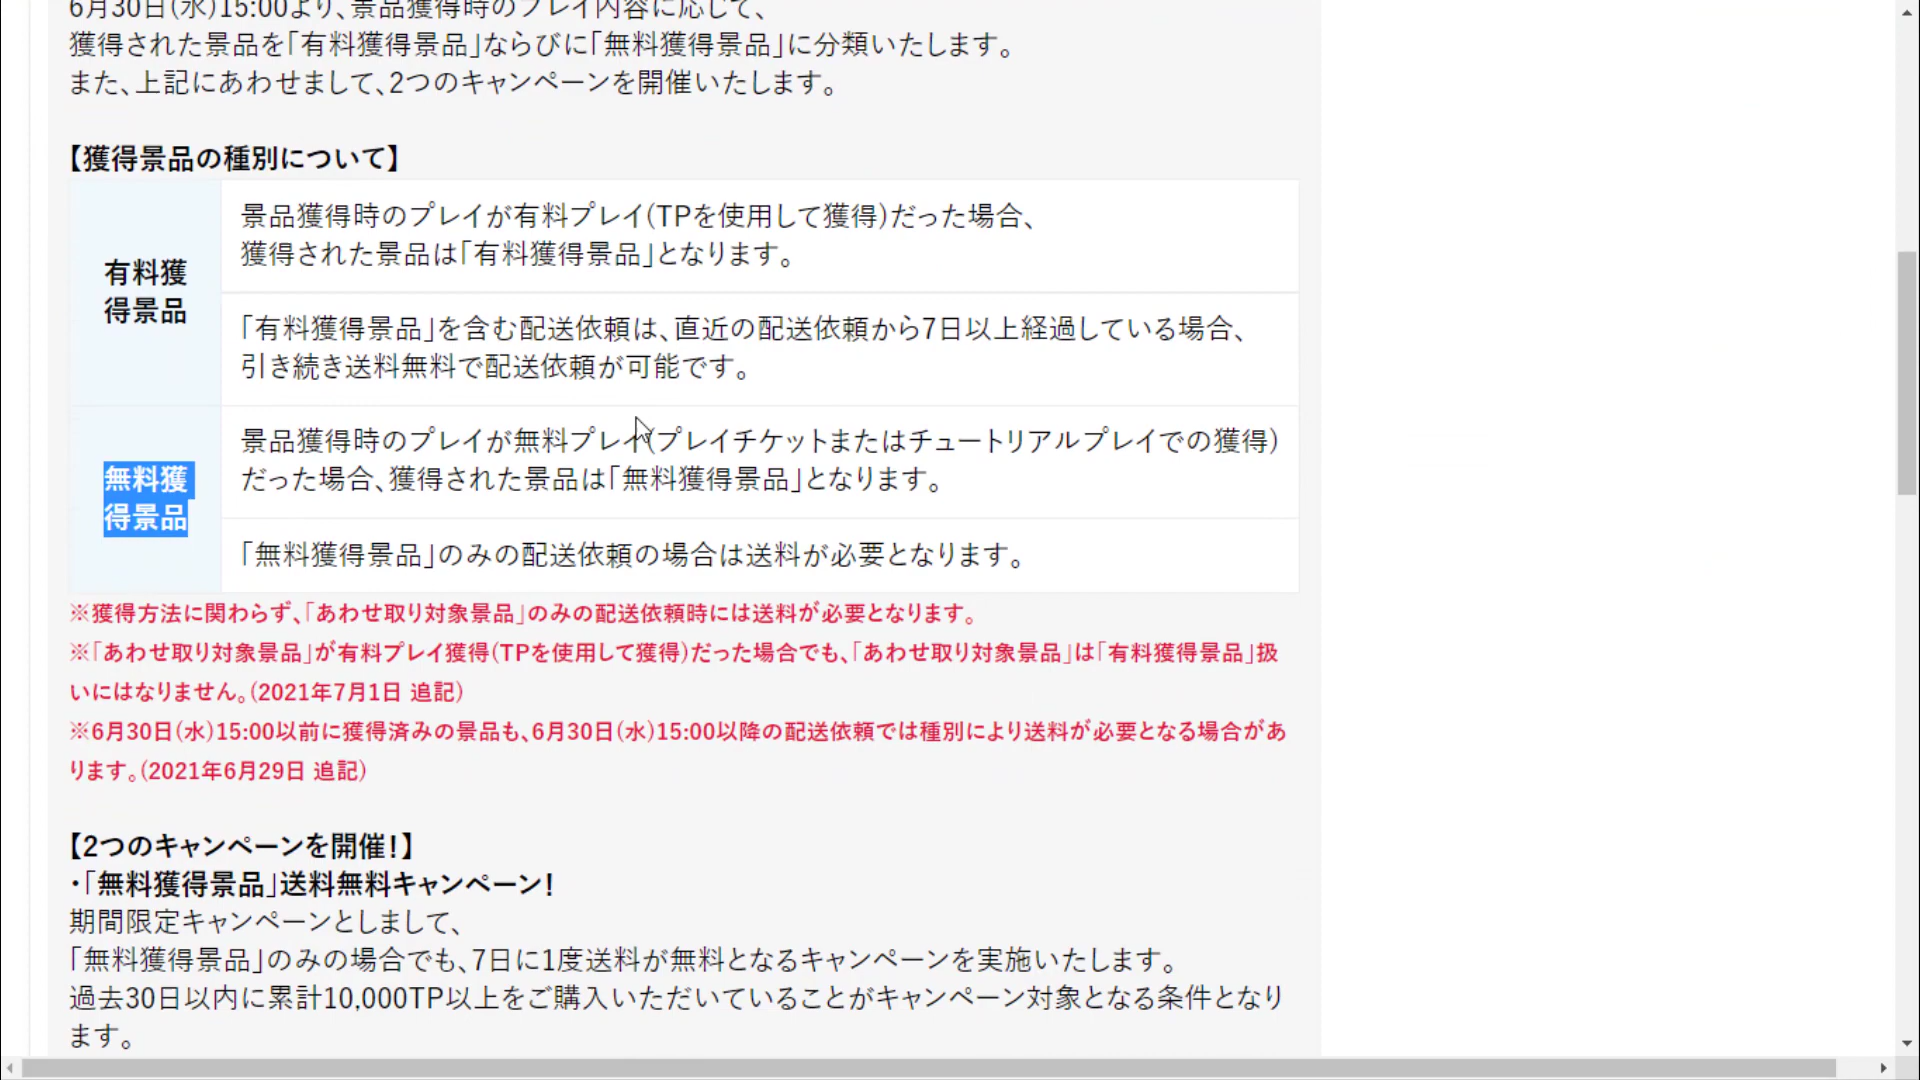 6月30日(水)15:00より、景品獲得時のプレイ内容に応じて、
獲得された景品を「有料獲得景品」ならびに「無料獲得景品」に分類いたします。
また、上記にあわせまして、2つのキャンペーンを開催いたします。
【獲得景品の種別について】
有料獲
得景品
景品獲得時のプレイが有料プレイ(TPを使用して獲得)だった場合、
獲得された景品は「有料獲得景品」となります。
「有料獲得景品」を含む配送依頼は、直近の配送依頼から7日以上経過している場合、
引き続き送料無料で配送依頼が可能です。
無料獲
得景品
景品獲得時のプレイが無料プレイ(プレイチケットまたはチュートリアルプレイでの獲得)
だった場合、獲得された景品は「無料獲得景品」となります。
「無料獲得景品」のみの配送依頼の場合は送料が必要となります。
※獲得方法に関わらず、「あわせ取り対象景品」のみの配送依頼時には送料が必要となります。
※「あわせ取り対象景品」が有料プレイ獲得(TPを使用して獲得)だった場合でも、「あわせ取り対象景品」は「有料獲得景品」扱
いにはなりません。(2021年7月1日 追記)
※6月30日(水)15:00以前に獲得済みの景品も、6月30日(水)15:00以降の配送依頼では種別により送料が必要となる場合があ
ります。(2021年6月29日 追記)
【2つのキャンペーンを開催!】
・「無料獲得景品」送料無料キャンペーン!
期間限定キャンペーンとしまして、
「無料獲得景品」のみの場合でも、7日に1度送料が無料となるキャンペーンを実施いたします。
過去30日以内に累計10,000TP以上をご購入いただいていることがキャンペーン対象となる条件となり
ます。